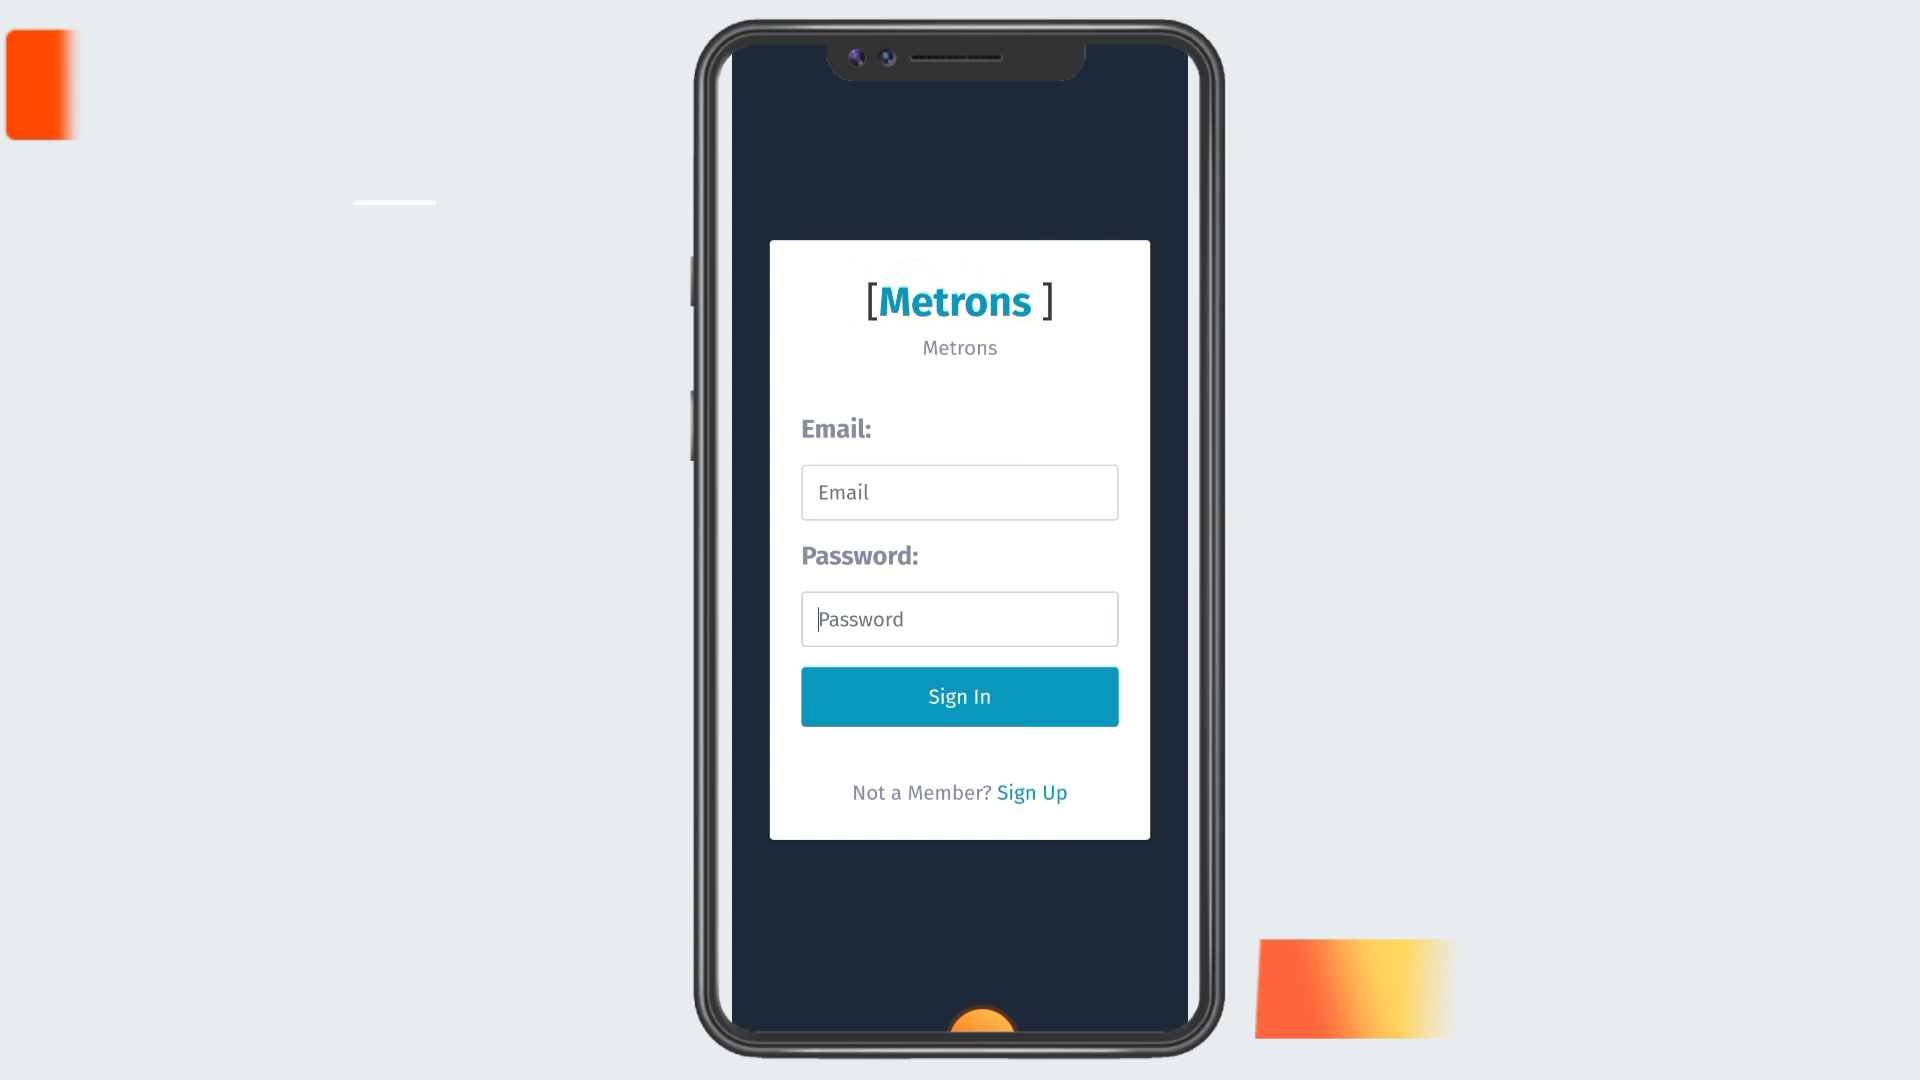 [Metrons ]
Metrons
Email:
Email
Password:
Password
Sign In
Not a Member? Sign Up